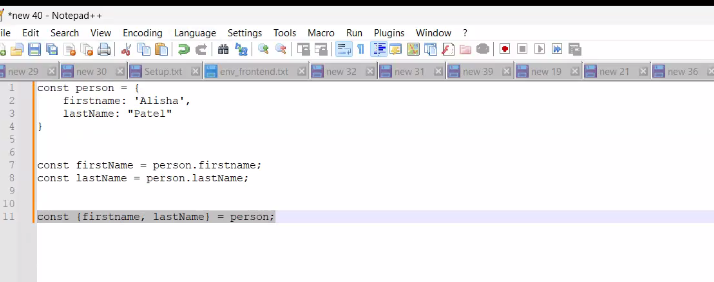 *new 40 - Notepad++
ile Edit Search View Encoding Language Settings Tools Macro Run Plugins Window ?
new 29 new 30 Setup.txt env_frontend.txt new 32 new 31 new 39 new 19 new 21 new 36
1 const person = {
2 firstname: 'Alisha',
3 lastName: "Patel"
4 }
5
6
7 const firstName = person.firstname;
8 const lastName = person.lastName;
9
10
11 const {firstname, lastName} = person;